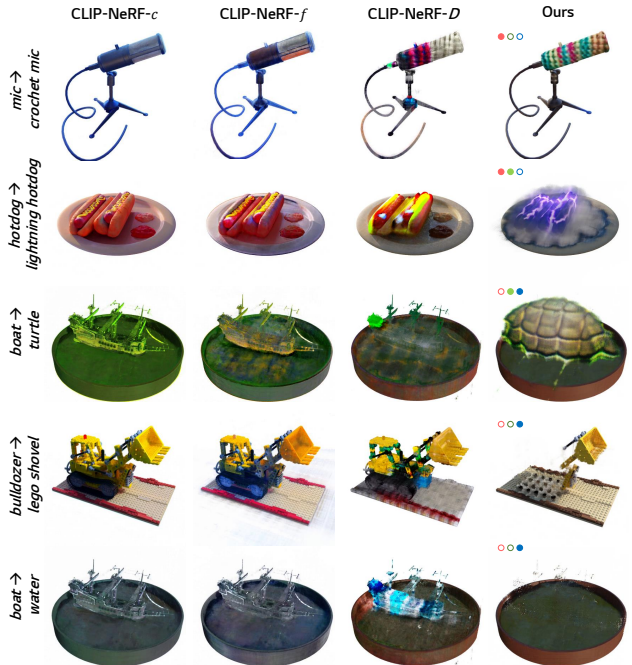 CLIP-NeRF-c CLIP-NeRF-f CLIP-NeRF-D Ours
mic →
crochet mic
hotdog →
lightning hotdog
boat →
turtle
bulldozer →
lego shovel
boat →
water